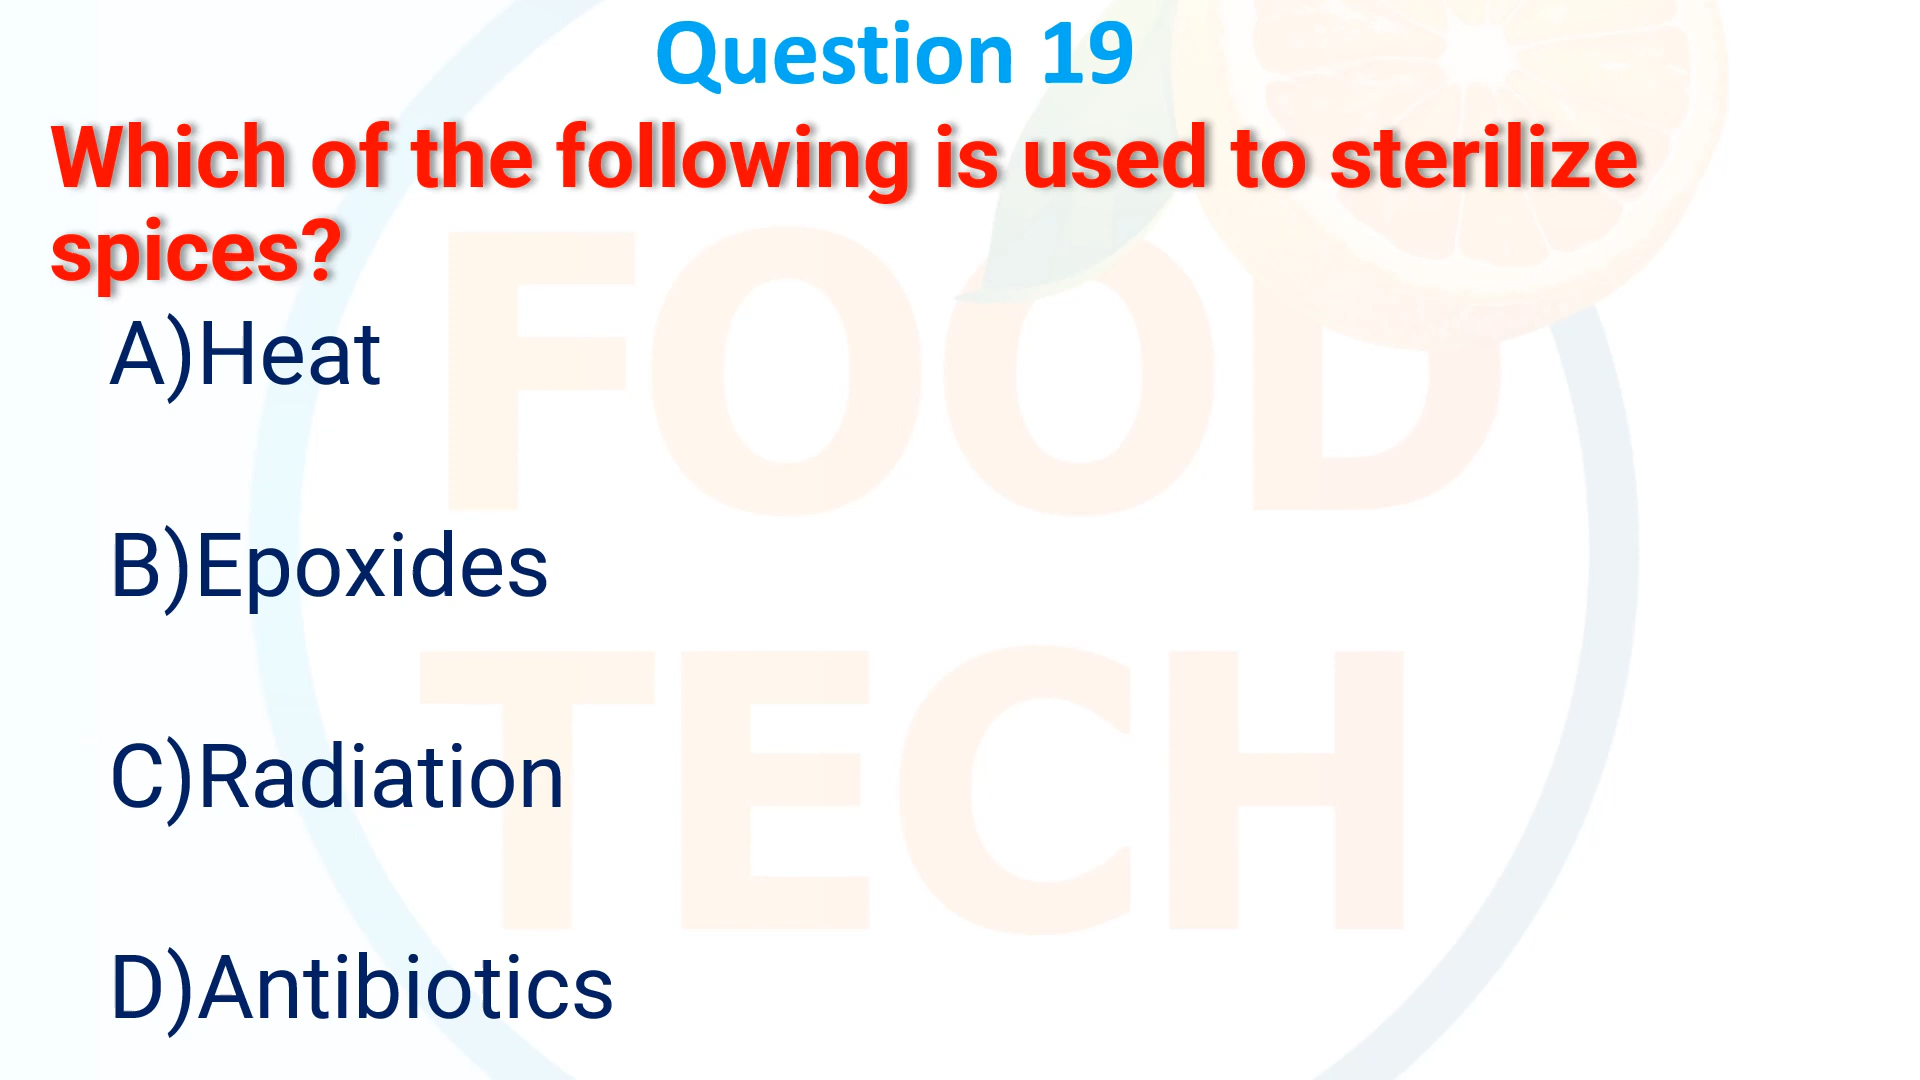 Question 19
Which of the following is used to sterilize
spices?
A)Heat
B)Epoxides
C)Radiation
D)Antibiotics
FOOD
TECH